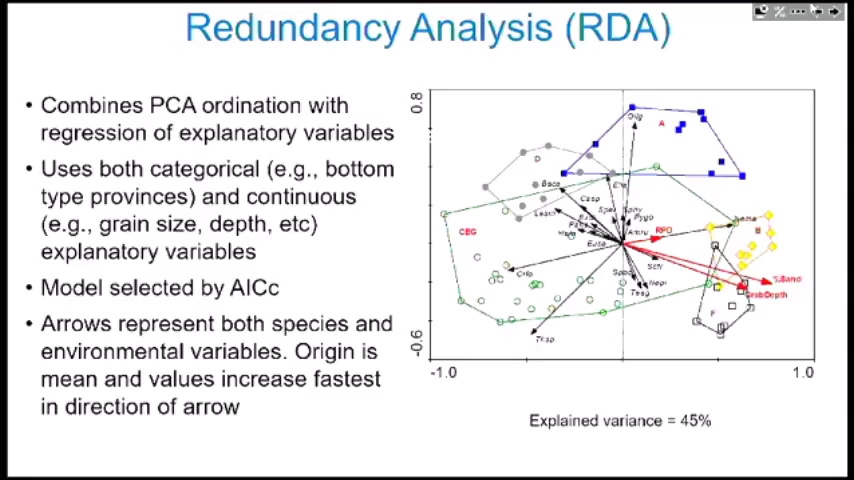 Redundancy Analysis (RDA)
• Combines PCA ordination with
regression of explanatory variables
• Uses both categorical (e.g., bottom
type provinces) and continuous
(e.g., grain size, depth, etc)
explanatory variables
• Model selected by AICc
• Arrows represent both species and
environmental variables. Origin is
mean and values increase fastest
in direction of arrow
0.8
-0.6
-1.0
1.0
A
D
CEG
B
F
RPD
GrabDepth
Explained variance = 45%